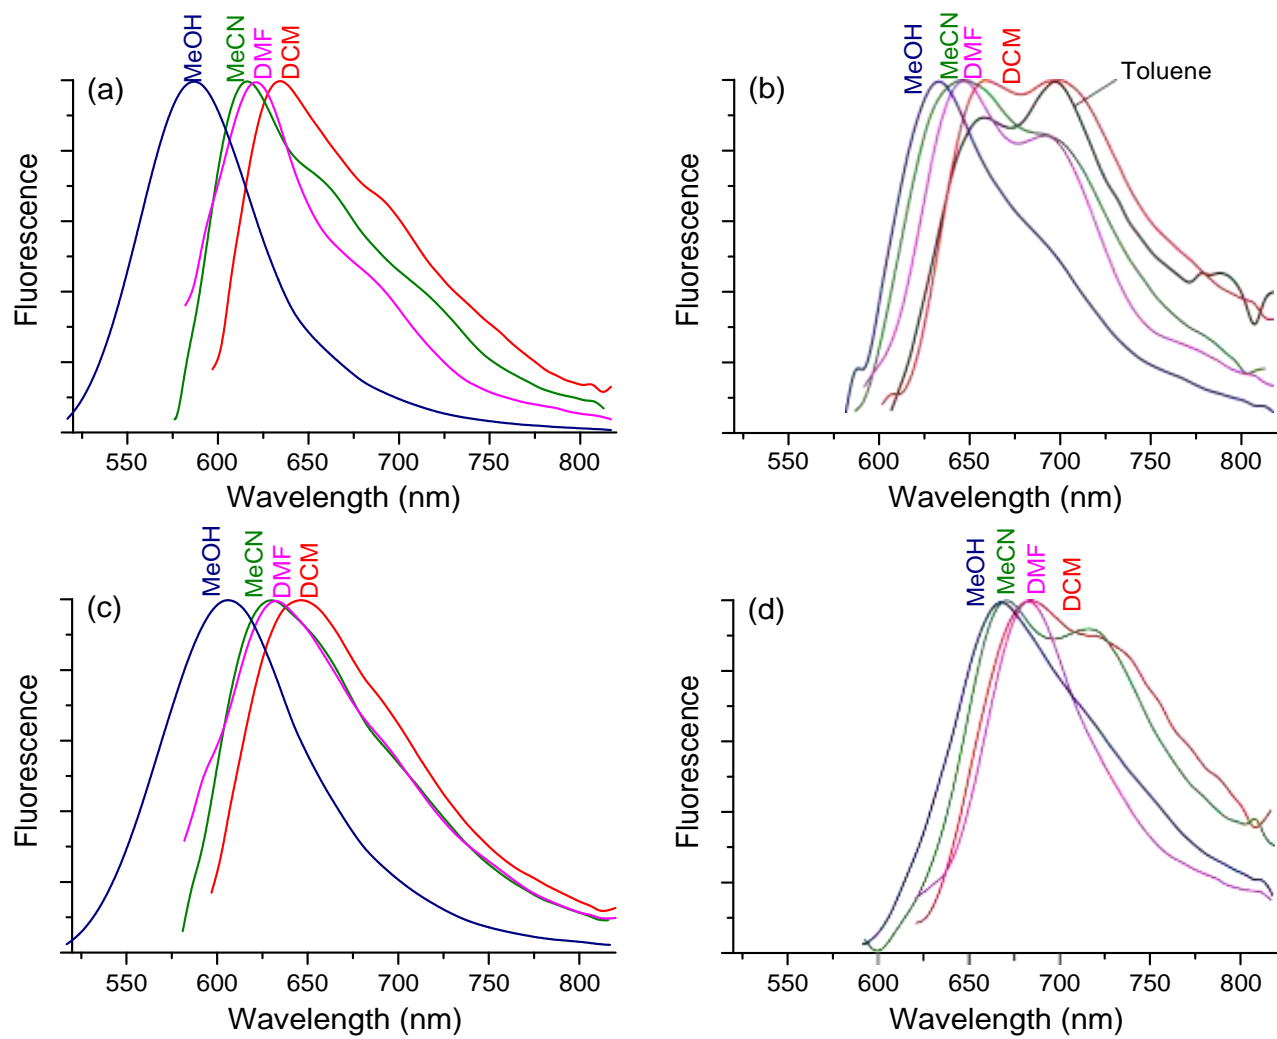 MeOH
MeCN
DMF
DCM
(a)
Fluorescence
550 600 650 700 750 800
Wavelength (nm)
MeOH
MeCN
DMF
DCM
(b)
Toluene
Fluorescence
550 600 650 700 750 800
Wavelength (nm)
MeOH
MeCN
DMF
DCM
(c)
Fluorescence
550 600 650 700 750 800
Wavelength (nm)
MeOH
MeCN
DMF
DCM
(d)
Fluorescence
550 600 650 700 750 800
Wavelength (nm)